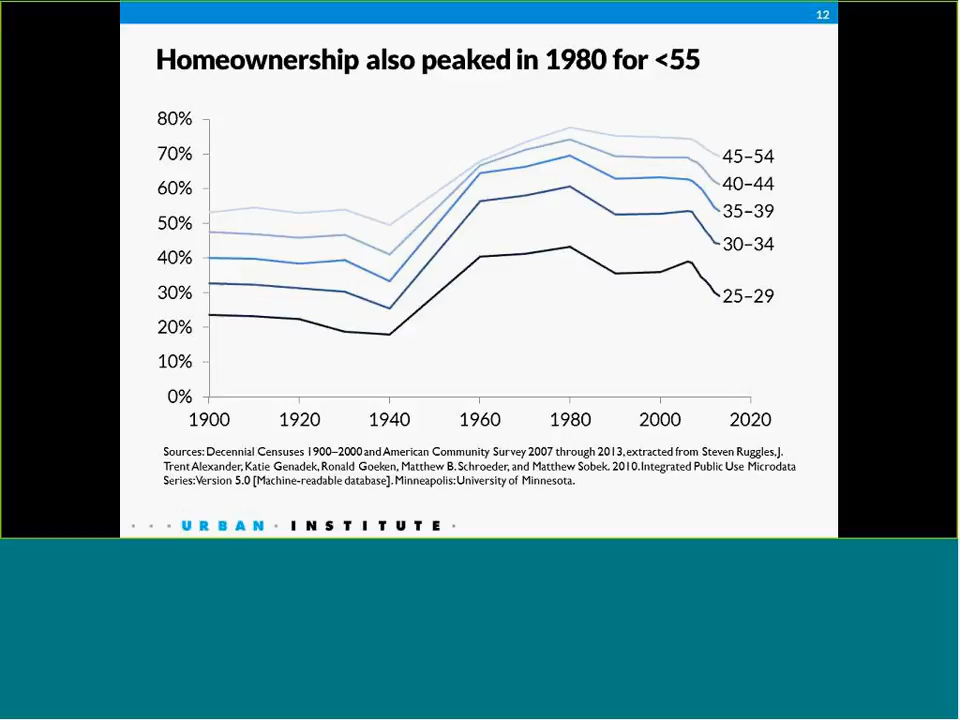 12
Homeownership also peaked in 1980 for <55
80%
70%
60%
50%
40%
30%
20%
10%
0%
45–54
40–44
35–39
30–34
25–29
1900 1920 1940 1960 1980 2000 2020
Sources: Decennial Censuses 1900–2000 and American Community Survey 2007 through 2013, extracted from Steven Ruggles, J.
Trent Alexander, Katie Genadek, Ronald Goeken, Matthew B. Schroeder, and Matthew Sobek. 2010. Integrated Public Use Microdata
Series: Version 5.0 [Machine-readable database]. Minneapolis: University of Minnesota.
URBAN INSTITUTE